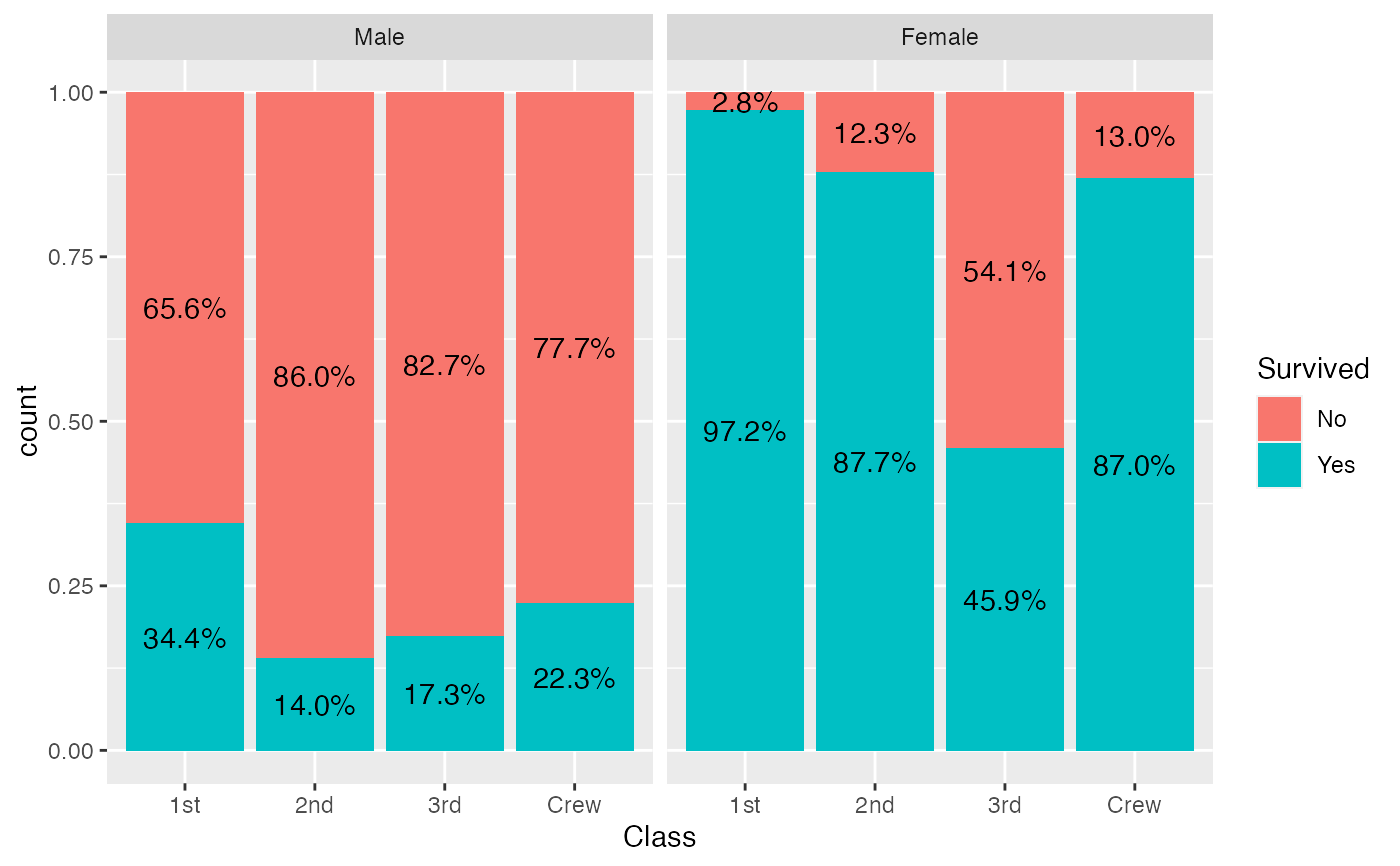 Male
Female
1.00
0.75
0.50
0.25
0.00
count
65.6%
86.0%
82.7%
77.7%
34.4%
14.0%
17.3%
22.3%
2.8%
12.3%
54.1%
13.0%
97.2%
87.7%
45.9%
87.0%
1st
2nd
3rd
Crew
1st
2nd
3rd
Crew
Class
Survived
No
Yes